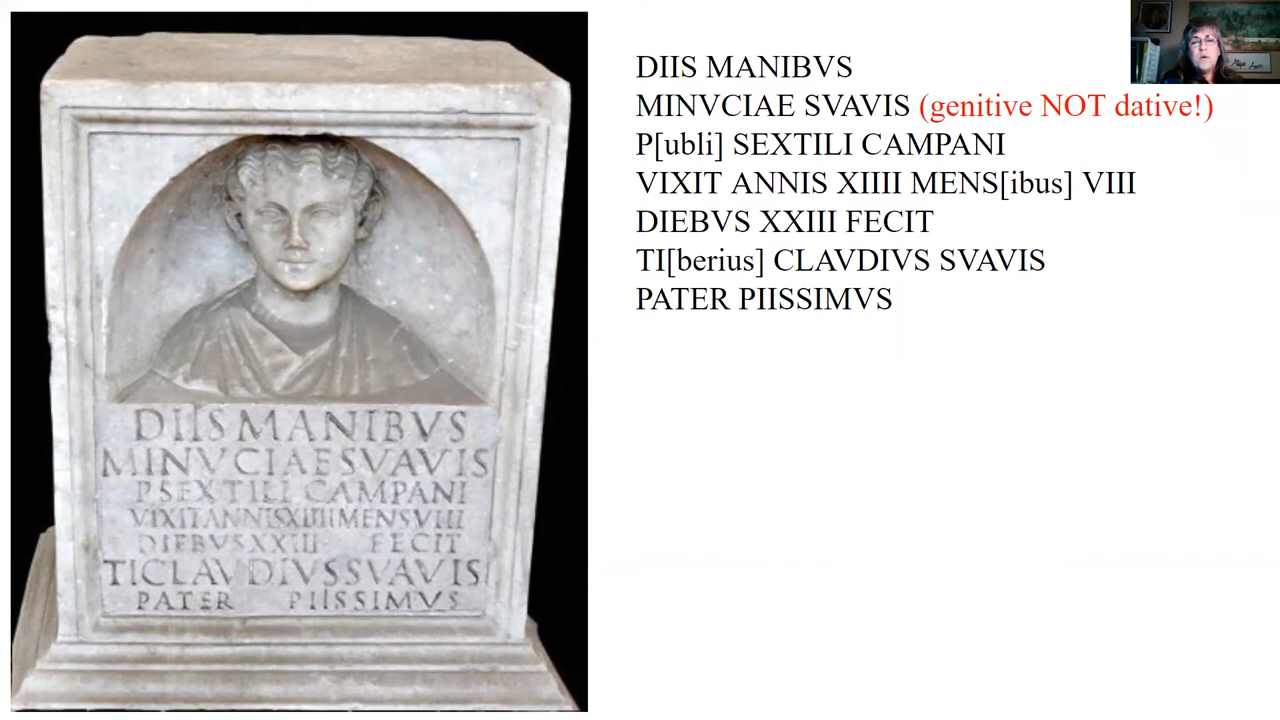 DIIS MANIBVS
MINVCIAE SVAVIS
P SEXTILI CAMPANI
VIXIT ANNIS XIIII MENS VIII
DIEBVS XXIII FECIT
TI CLAVDIVS SVAVIS
PATER PIISSIMVS
DIIS MANIBVS
MINVCIAE SVAVIS (genitive NOT dative!)
P[ubli] SEXTILI CAMPANI
VIXIT ANNIS XIIII MENS[ibus] VIII
DIEBVS XXIII FECIT
TI[berius] CLAVDIVS SVAVIS
PATER PIISSIMVS